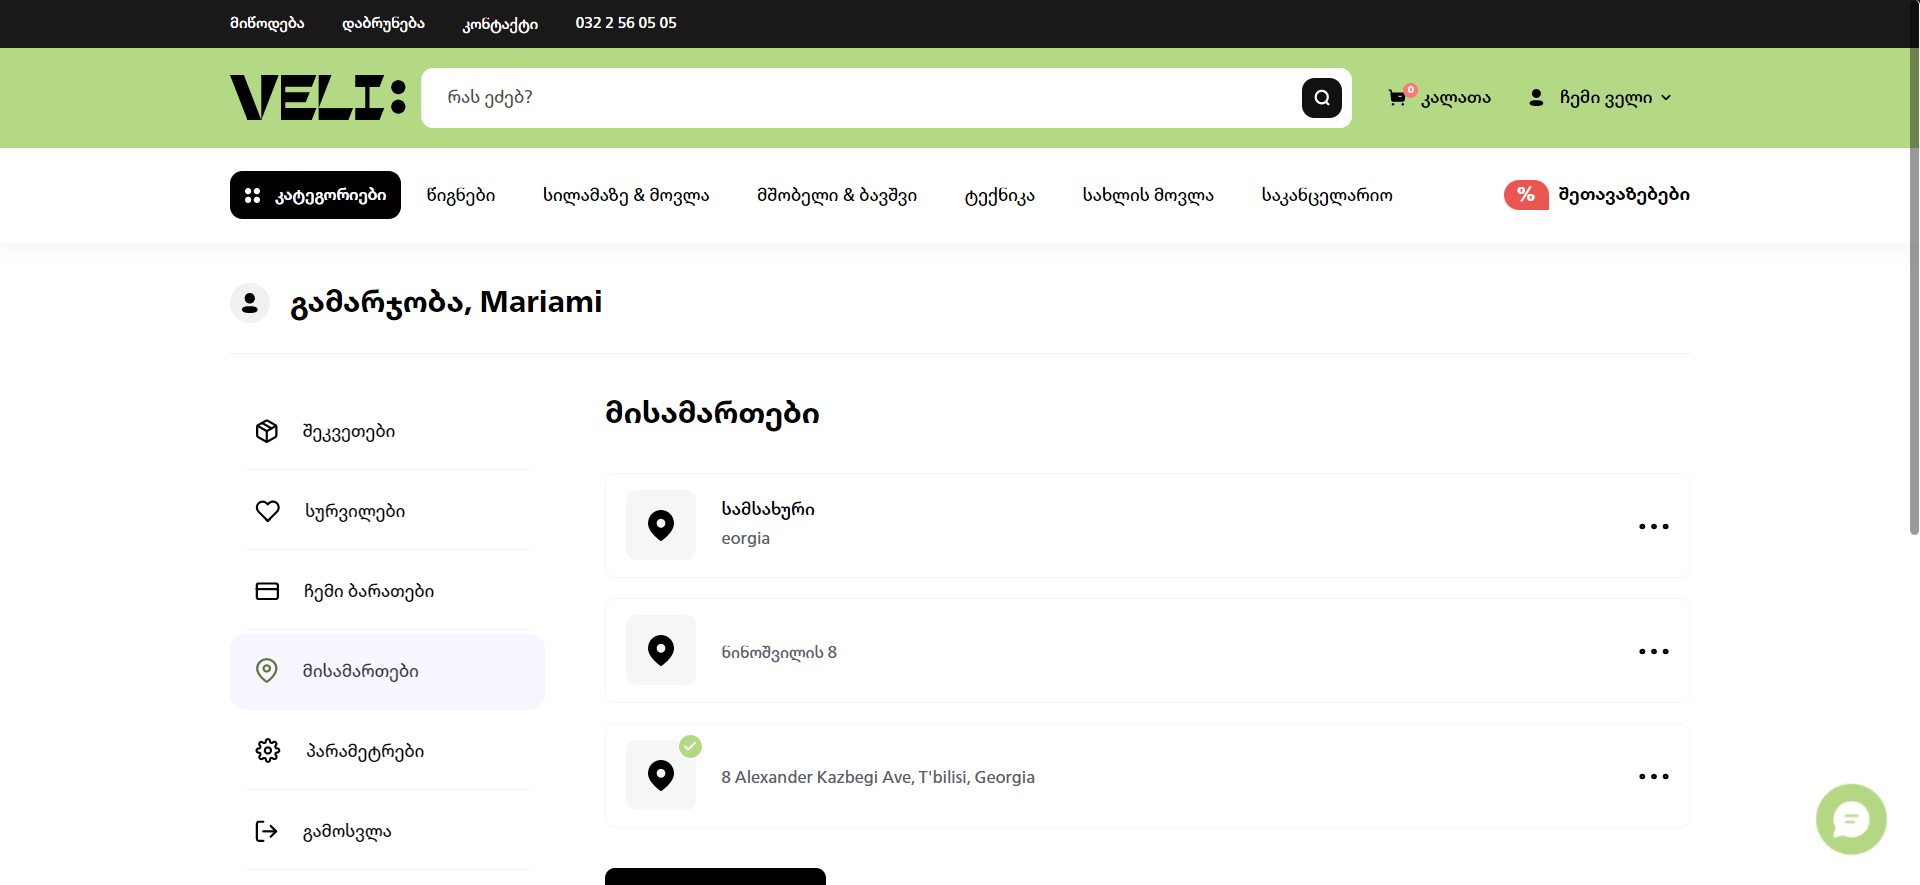 მიწოდება
დაბრუნება
კონტაქტი
032 2 56 05 05
VELI:
რას ეძებ?
0
კალათა
ჩემი ველი
კატეგორიები
წიგნები
სილამაზე & მოვლა
მშობელი & ბავშვი
ტექნიკა
სახლის მოვლა
საკანცელარიო
%
შეთავაზებები
გამარჯობა, Mariami
შეკვეთები
სურვილები
ჩემი ბარათები
მისამართები
პარამეტრები
გამოსვლა
მისამართები
სამსახური
eorgia
ნინოშვილის 8
8 Alexander Kazbegi Ave, T'bilisi, Georgia